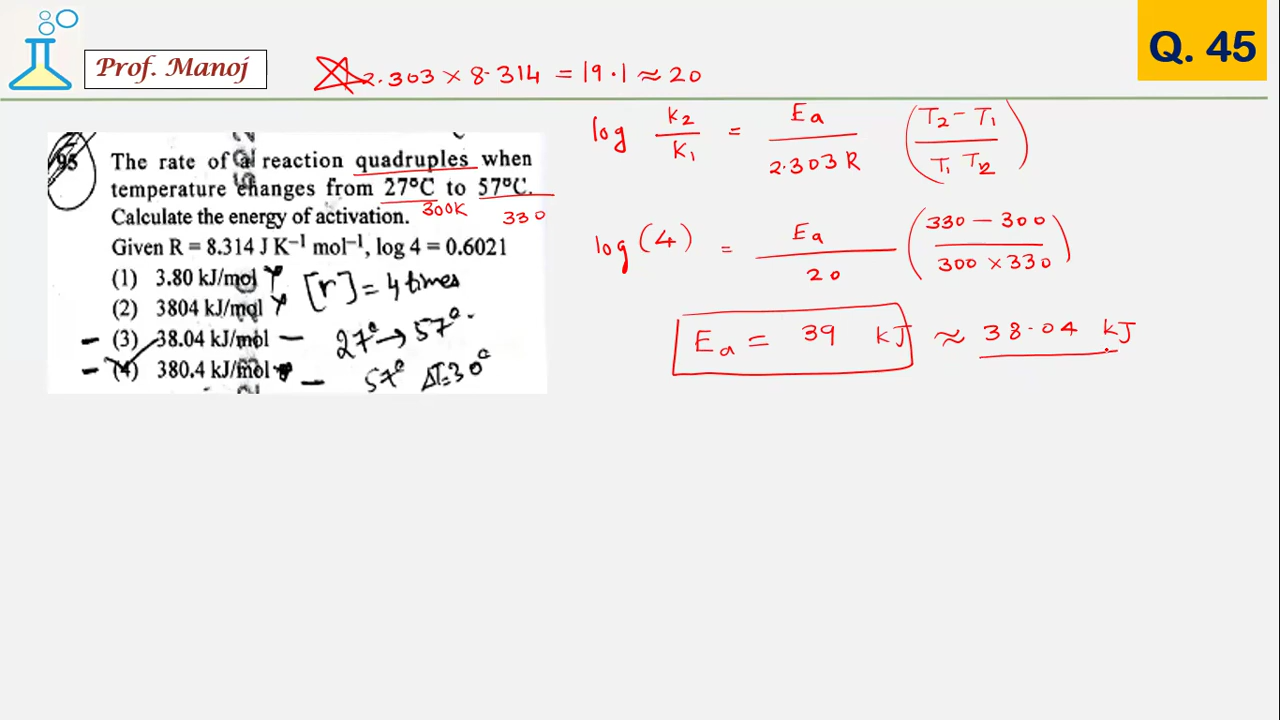 Q. 45
Prof. Manoj
2.303 × 8.314 = 19.1 ≈ 20
95 The rate of a reaction quadruples when
temperature changes from 27°C to 57°C.
300K 330
Calculate the energy of activation.
Given R = 8.314 J K⁻¹ mol⁻¹, log 4 = 0.6021
(1) 3.80 kJ/mol
(2) 3804 kJ/mol
(3) 38.04 kJ/mol
(4) 380.4 kJ/mol
[r] = 4 times
27° → 57°
57° ΔT=30°
log K2/K1 = Ea/2.303 R (T2 − T1/T1 T2)
log (4) = Ea/20 (330 − 300/300 × 330)
Ea = 39 kJ ≈ 38.04 kJ